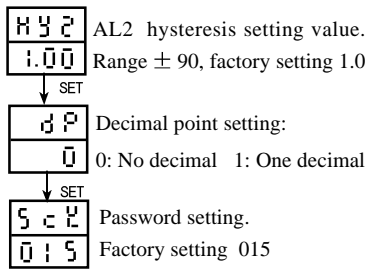 HY2 AL2 hysteresis setting value.
1.00 Range ± 90, factory setting 1.0
SET
dP Decimal point setting:
0 0: No decimal 1: One decimal
SET
ScK Password setting.
015 Factory setting 015